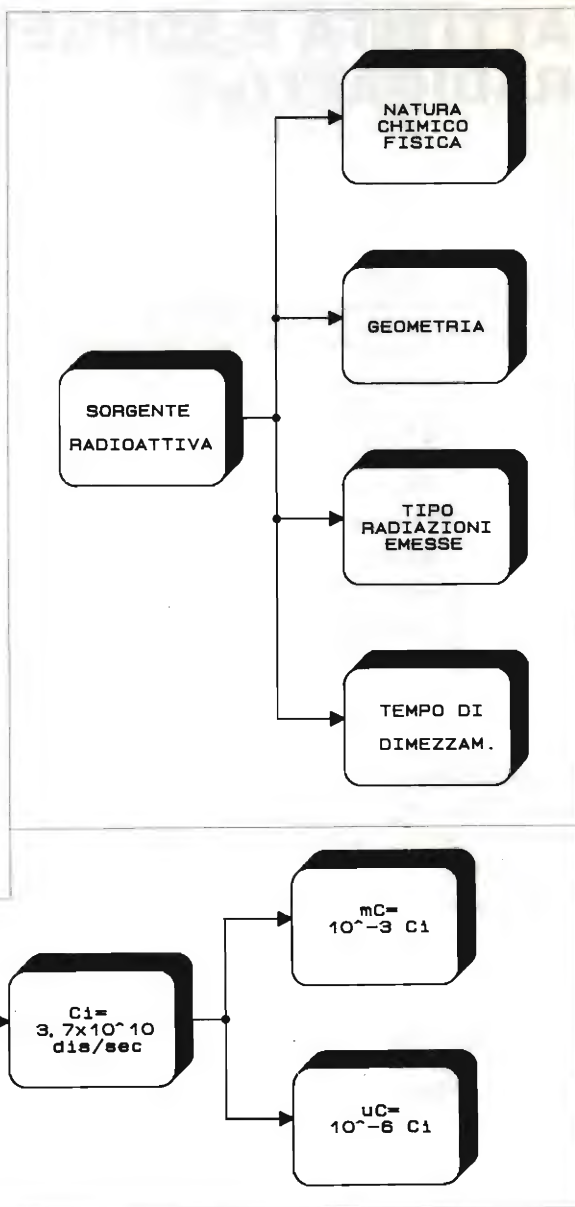 NATURA
CHIMICO
FISICA
GEOMETRIA
SORGENTE
RADIOATTIVA
TIPO
RADIAZIONI
EMESSE
TEMPO DI
DIMEZZAM.
mC=
10^-3 Ci
Ci=
3,7x10^10
dis/sec
uC=
10^-6 Ci